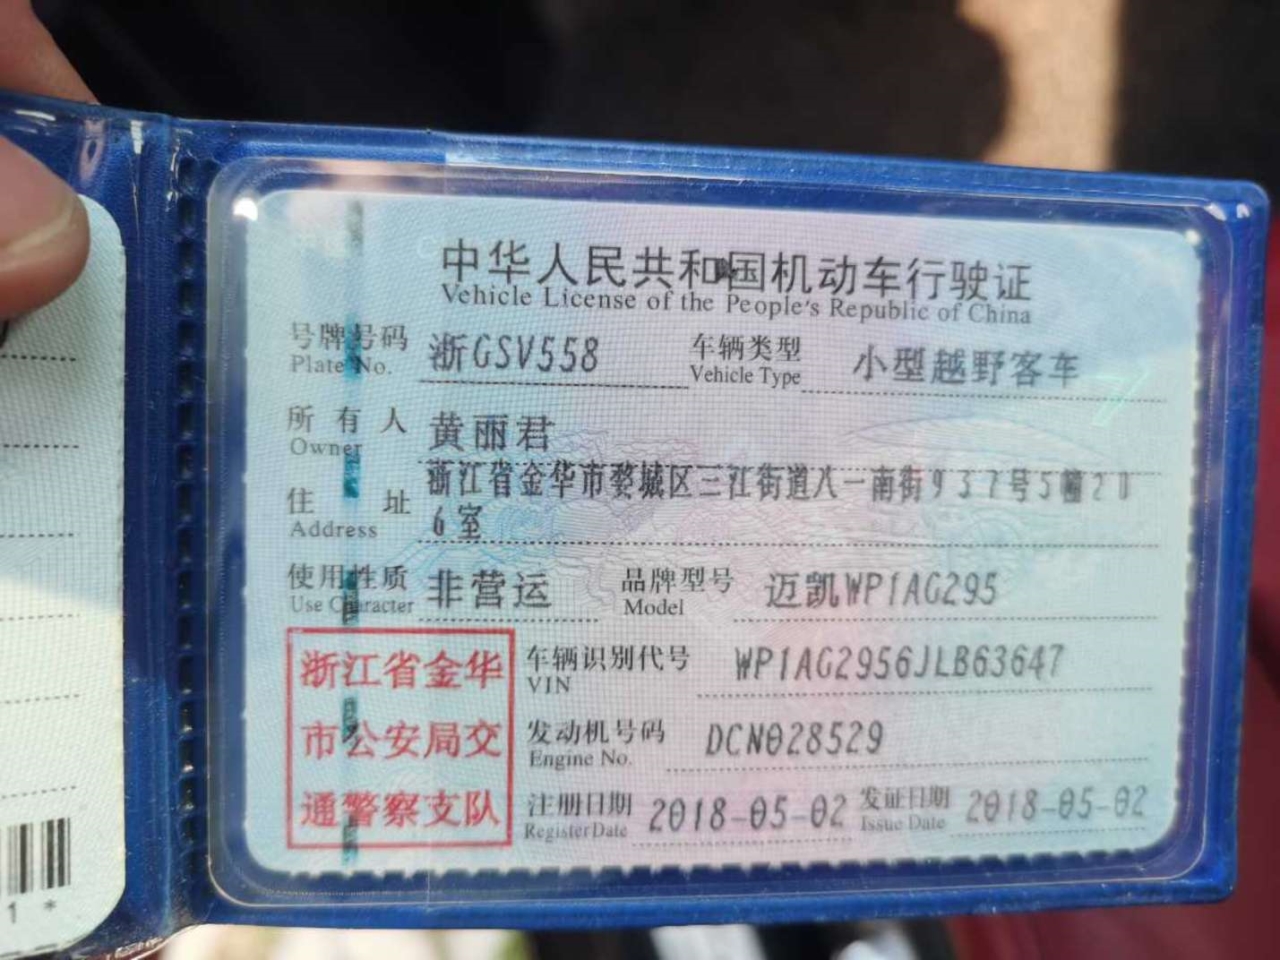 中华人民共和国机动车行驶证
Vehicle License of the People's Republic of China
号牌号码 浙GSV558 车辆类型 小型越野客车
Plate No. Vehicle Type
所有人 黄丽君
Owner
浙江省金华市婺城区三江街道八一南街937号5幢20
住址 6室
Address
使用性质 非营运 品牌型号 迈凯WP1AG295
Use Character Model
浙江省金华
市公安局交
通警察支队
车辆识别代号 WP1AG2956JLB63647
VIN
发动机号码 DCN028529
Engine No.
注册日期 2018-05-02 发证日期 2018-05-02
Register Date Issue Date
1*